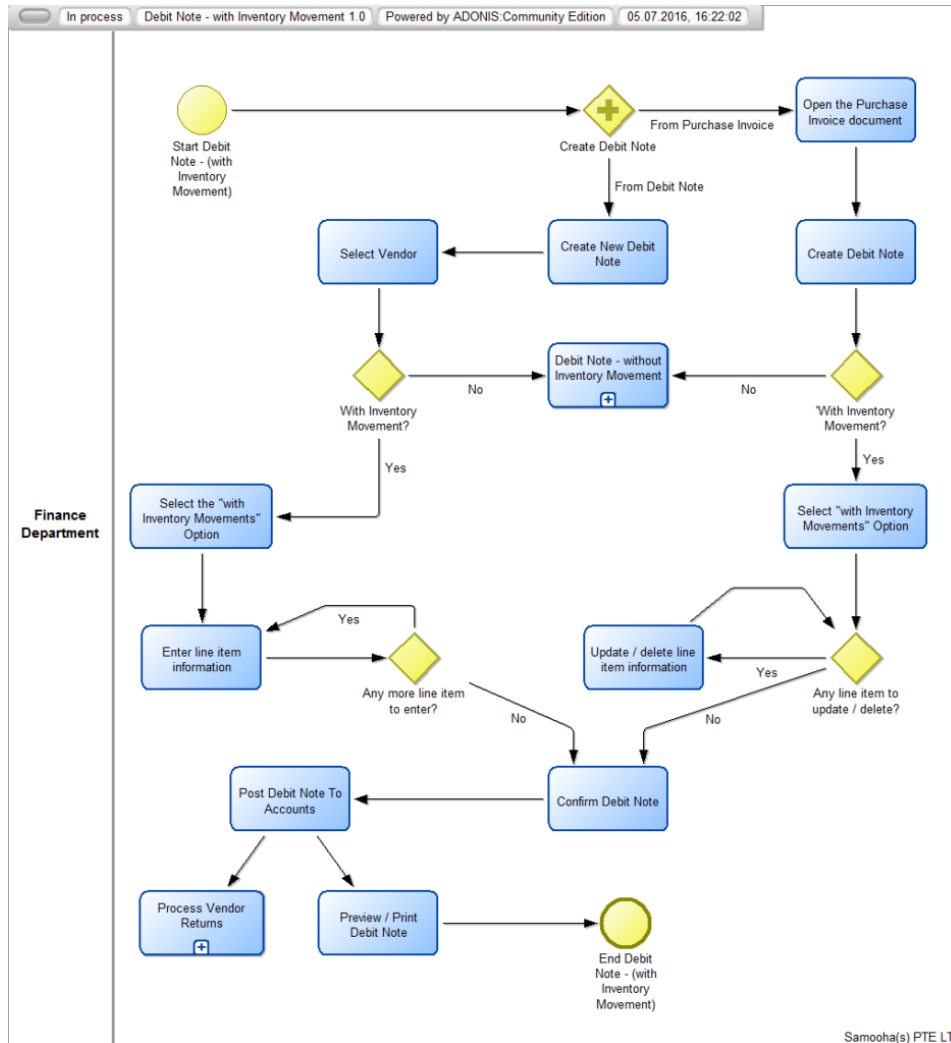 In process Debit Note - with Inventory Movement 1.0 Powered by ADONIS:Community Edition 05.07.2016, 16:22:02
Finance
Department
Start Debit
Note - (with
Inventory
Movement)
Create Debit Note
From Purchase Invoice
Open the Purchase
Invoice document
From Debit Note
Select Vendor
Create New Debit
Note
Create Debit Note
With Inventory
Movement?
No
Debit Note - without
Inventory Movement
No
'With Inventory
Movement?
Yes
Yes
Select the "with
Inventory Movements"
Option
Select "with Inventory
Movements" Option
Enter line item
information
Yes
Any more line item
to enter?
Update / delete line
item information
Yes
Any line item to
update / delete?
No
No
Post Debit Note To
Accounts
Confirm Debit Note
Process Vendor
Returns
Preview / Print
Debit Note
End Debit
Note - (with
Inventory
Movement)
Samooha(s) PTE LT